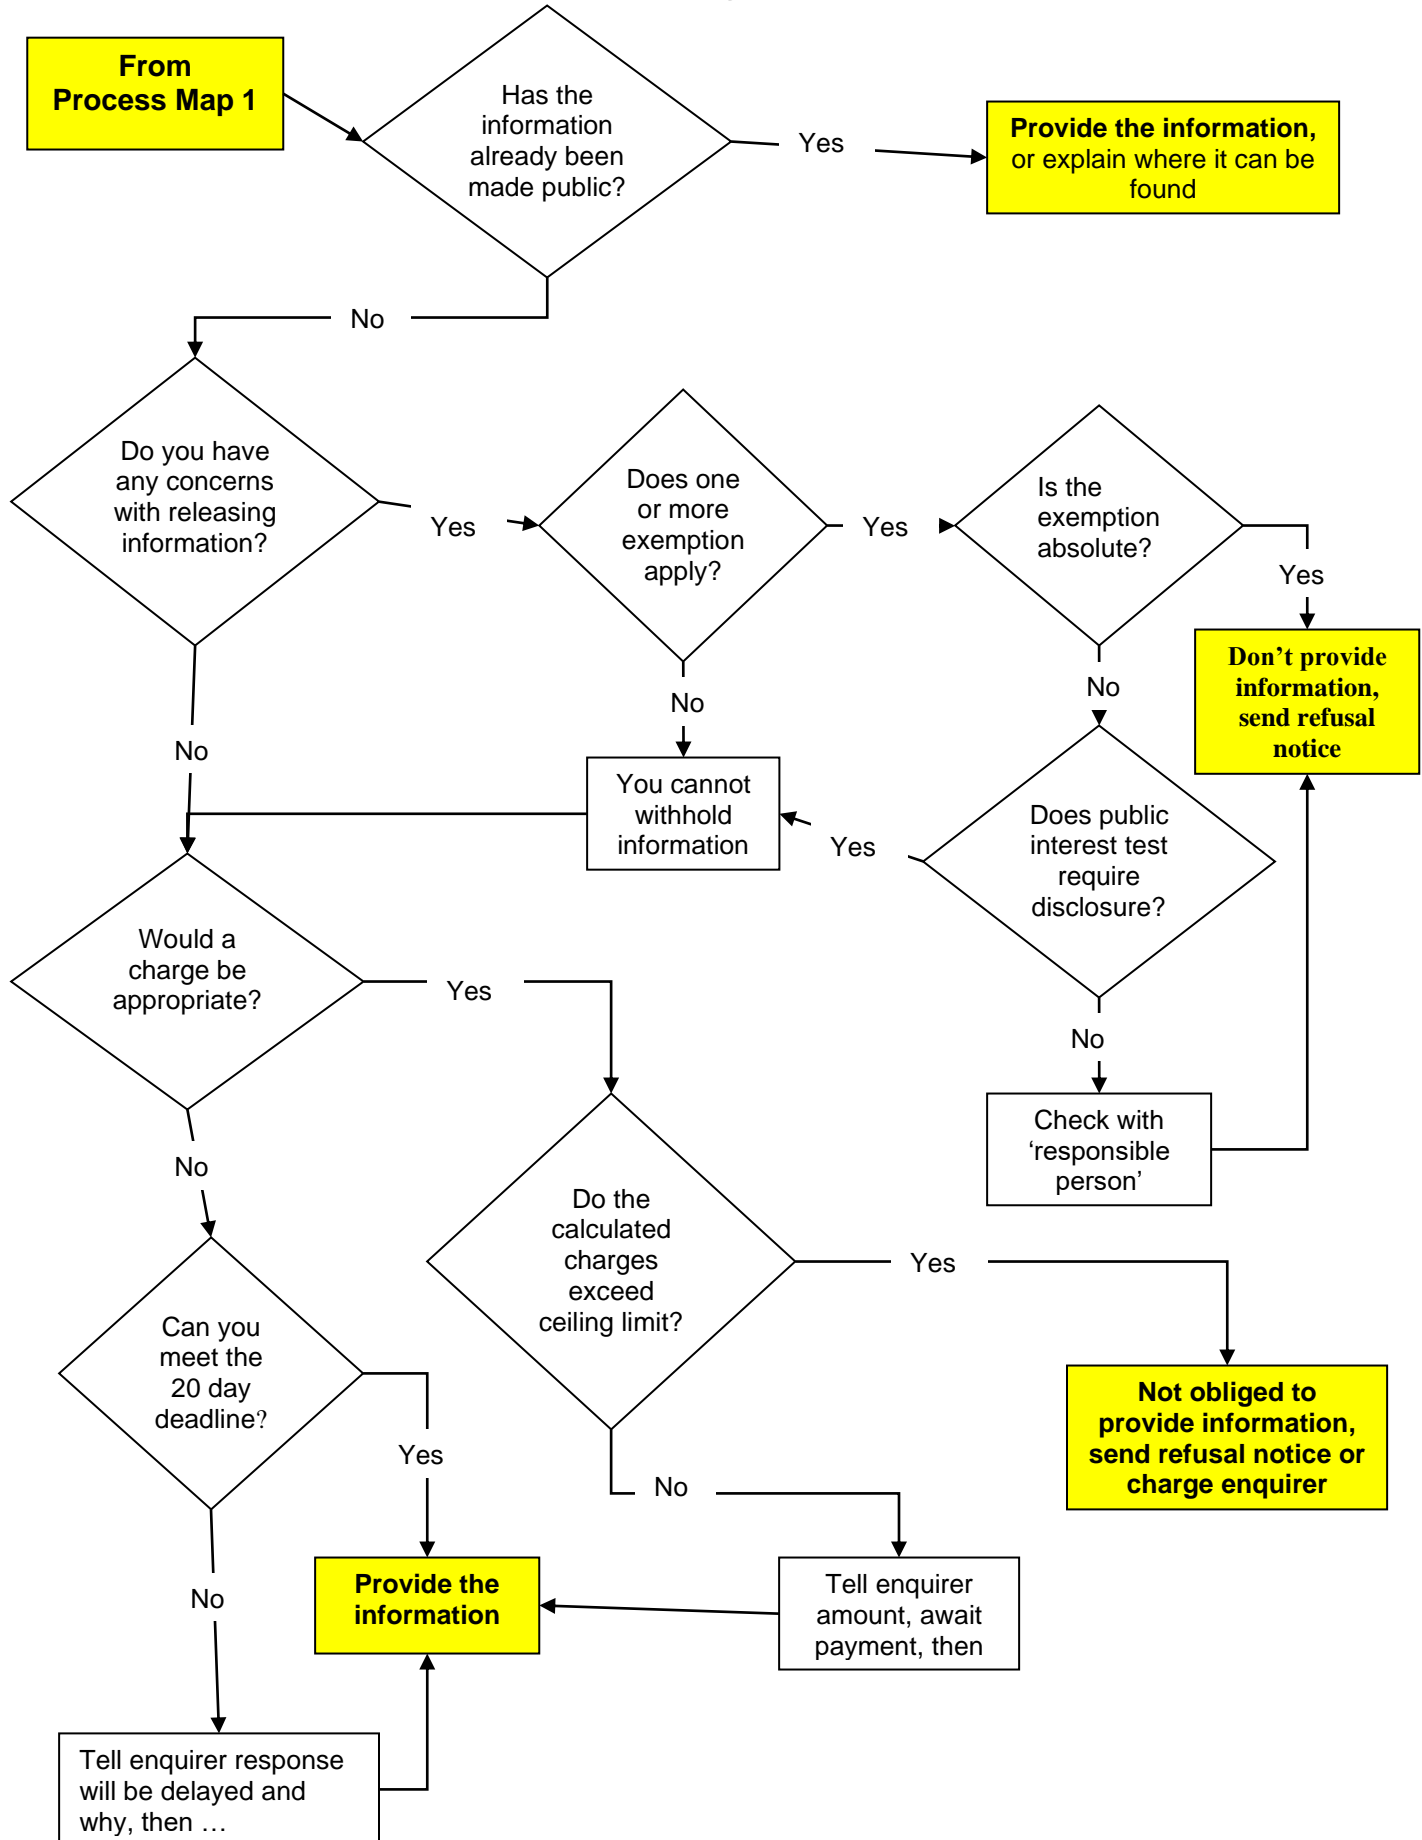 From
Process Map 1
Has the
information
already been
made public?
Yes
Provide the information,
or explain where it can be
found
No
Do you have
any concerns
with releasing
information?
Yes
Does one
or more
exemption
apply?
Yes
Is the
exemption
absolute?
Yes
Don’t provide
information,
send refusal
notice
No
No
No
You cannot
withhold
information
Yes
Does public
interest test
require
disclosure?
Would a
charge be
appropriate?
Yes
No
Check with
‘responsible
person’
No
Do the
calculated
charges
exceed
ceiling limit?
Yes
Not obliged to
provide information,
send refusal notice or
charge enquirer
Can you
meet the
20 day
deadline?
Yes
No
No
Provide the
information
Tell enquirer
amount, await
payment, then
Tell enquirer response
will be delayed and
why, then …